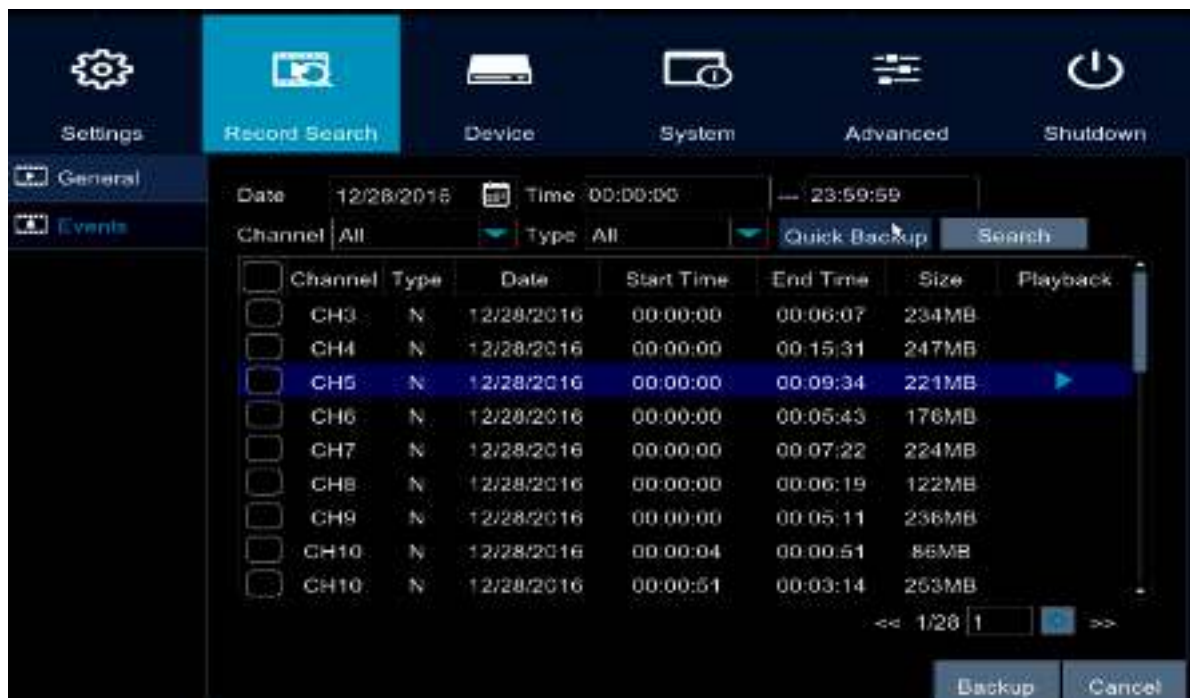 Settings Record Search Device System Advanced Shutdown
General
Events
Date 12/28/2016 Time 00:00:00 --- 23:59:59
Channel All Type All Quick Backup Search
Channel Type Date Start Time End Time Size Playback
CH3 N 12/28/2016 00:00:00 00:06:07 234MB
CH4 N 12/28/2016 00:00:00 00:15:31 247MB
CH5 N 12/28/2016 00:00:00 00:09:34 221MB
CH6 N 12/28/2016 00:00:00 00:05:43 176MB
CH7 N 12/28/2016 00:00:00 00:07:22 224MB
CH8 N 12/28/2016 00:00:00 00:06:19 122MB
CH9 N 12/28/2016 00:00:00 00:05:11 236MB
CH10 N 12/28/2016 00:00:04 00:00:51 86MB
CH10 N 12/28/2016 00:00:51 00:03:14 253MB
<< 1/28 1 >>
Backup Cancel